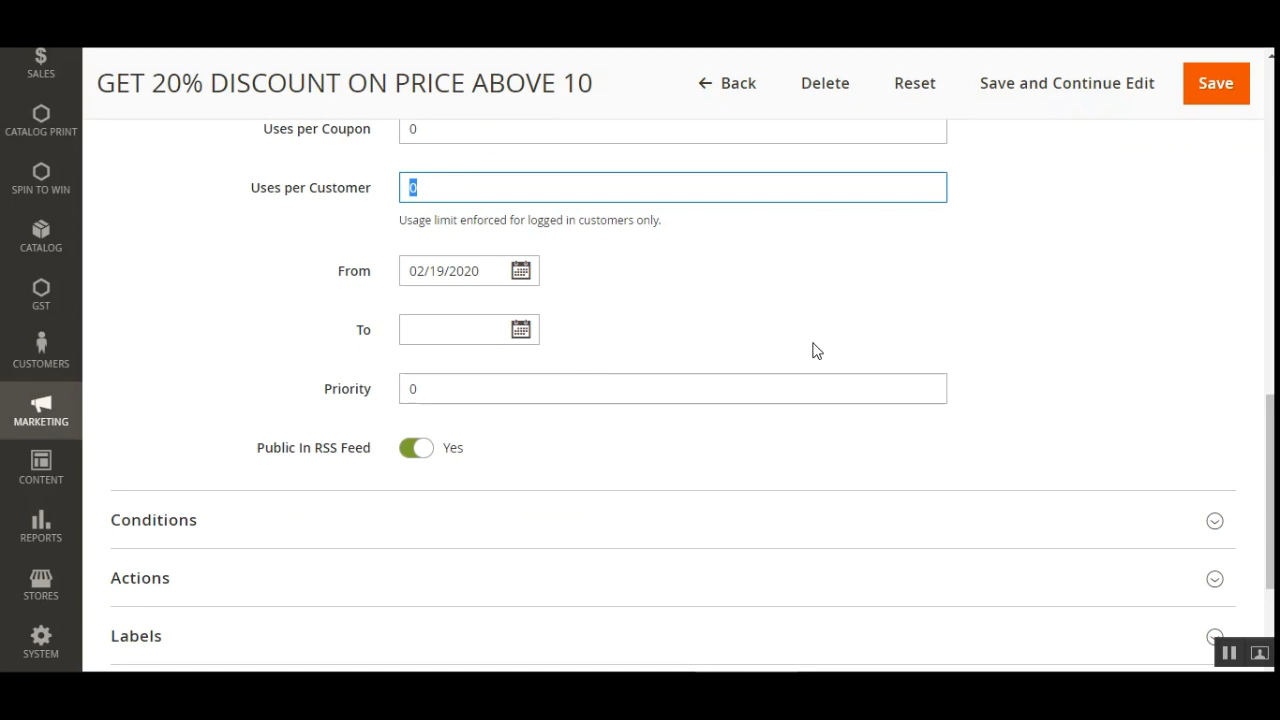 SALES
CATALOG PRINT
SPIN TO WIN
CATALOG
GST
CUSTOMERS
MARKETING
CONTENT
REPORTS
STORES
SYSTEM
GET 20% DISCOUNT ON PRICE ABOVE 10
Back
Delete
Reset
Save and Continue Edit
Save
Uses per Coupon 0
Uses per Customer 0
Usage limit enforced for logged in customers only.
From 02/19/2020
To
Priority 0
Public In RSS Feed Yes
Conditions
Actions
Labels